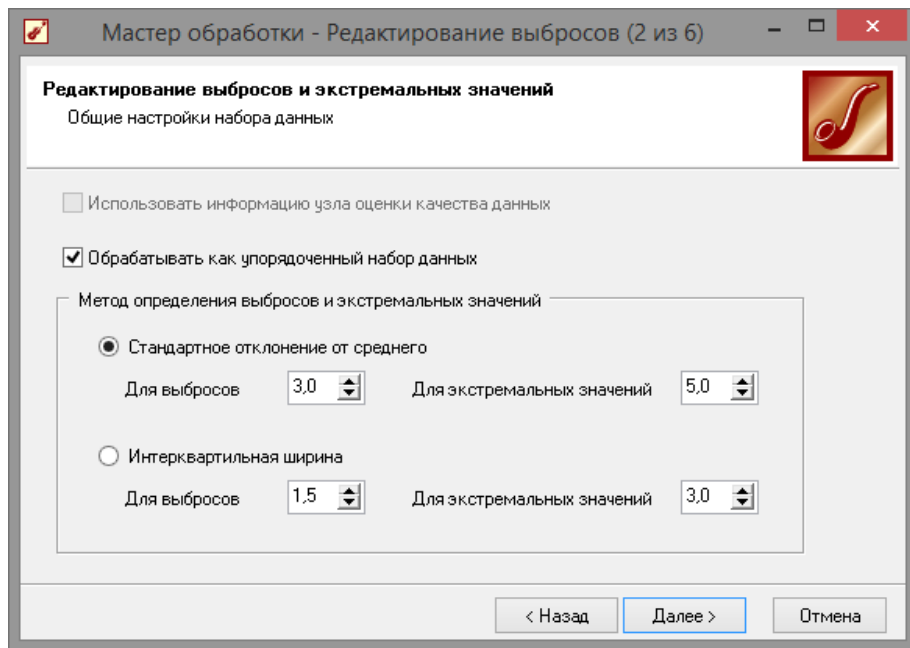 Мастер обработки - Редактирование выбросов (2 из 6)
Редактирование выбросов и экстремальных значений
Общие настройки набора данных
Использовать информацию узла оценки качества данных
Обрабатывать как упорядоченный набор данных
Метод определения выбросов и экстремальных значений
Стандартное отклонение от среднего
Для выбросов 3,0 Для экстремальных значений 5,0
Интерквартильная ширина
Для выбросов 1,5 Для экстремальных значений 3,0
< Назад Далее > Отмена